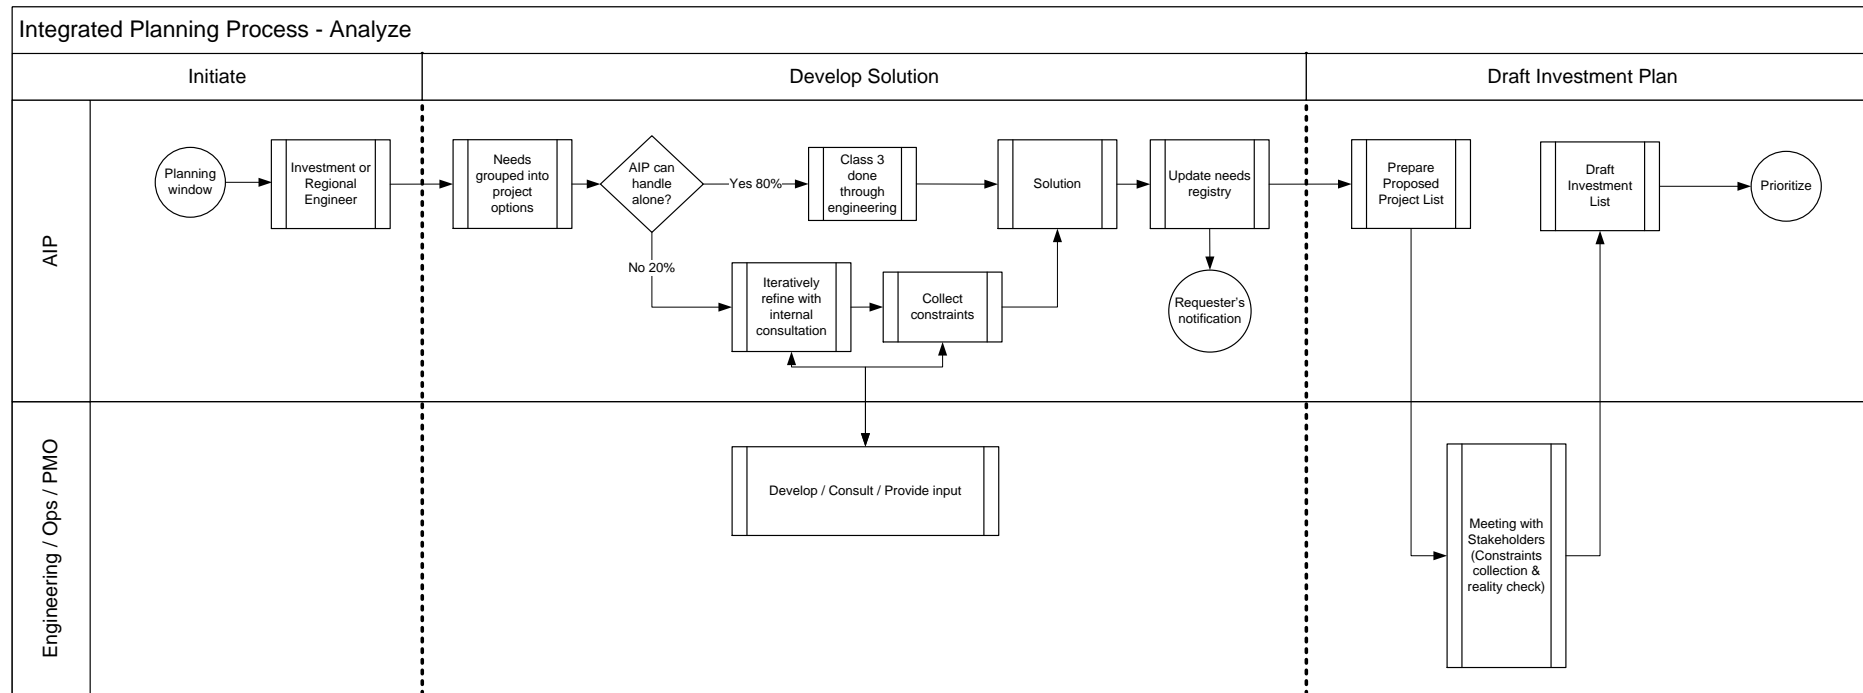 Integrated Planning Process - Analyze
Initiate
Develop Solution
Draft Investment Plan
AIP
Planning
window
Investment or
Regional
Engineer
Needs
grouped into
project
options
AIP can
handle
alone?
Yes 80%
Class 3
done
through
engineering
Solution
Update needs
registry
Prepare
Proposed
Project List
Draft
Investment
List
Prioritize
No 20%
Iteratively
refine with
internal
consultation
Collect
constraints
Requester’s
notification
Engineering / Ops / PMO
Develop / Consult / Provide input
Meeting with
Stakeholders
(Constraints
collection &
reality check)